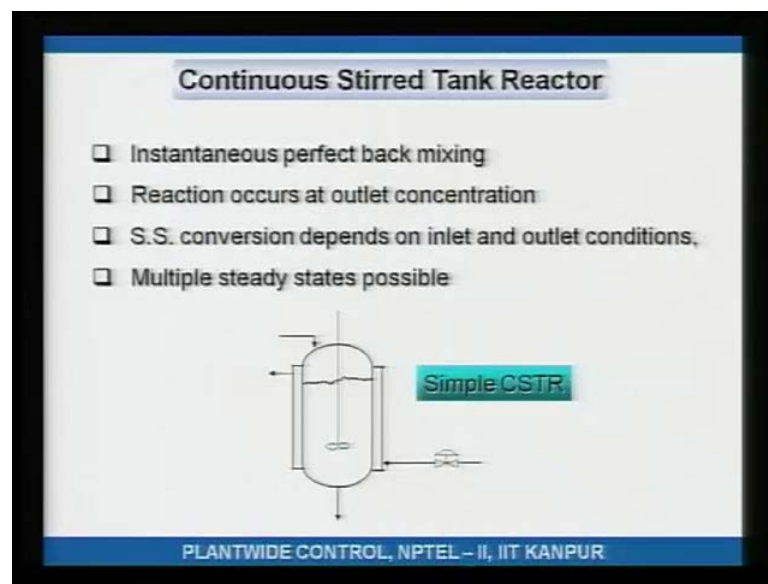 Continuous Stirred Tank Reactor
Instantaneous perfect back mixing
Reaction occurs at outlet concentration
S.S. conversion depends on inlet and outlet conditions,
Multiple steady states possible
Simple CSTR
PLANTWIDE CONTROL, NPTEL – II, IIT KANPUR